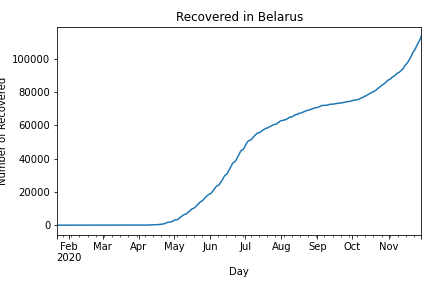 Recovered in Belarus
Number of Recovered
100000
80000
60000
40000
20000
0
Feb Mar Apr May Jun Jul Aug Sep Oct Nov
2020
Day